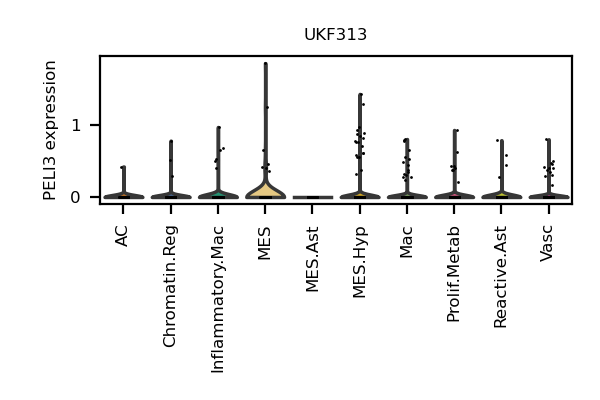 UKF313
PELI3 expression
1
0
AC
Chromatin.Reg
Inflammatory.Mac
MES
MES.Ast
MES.Hyp
Mac
Prolif.Metab
Reactive.Ast
Vasc